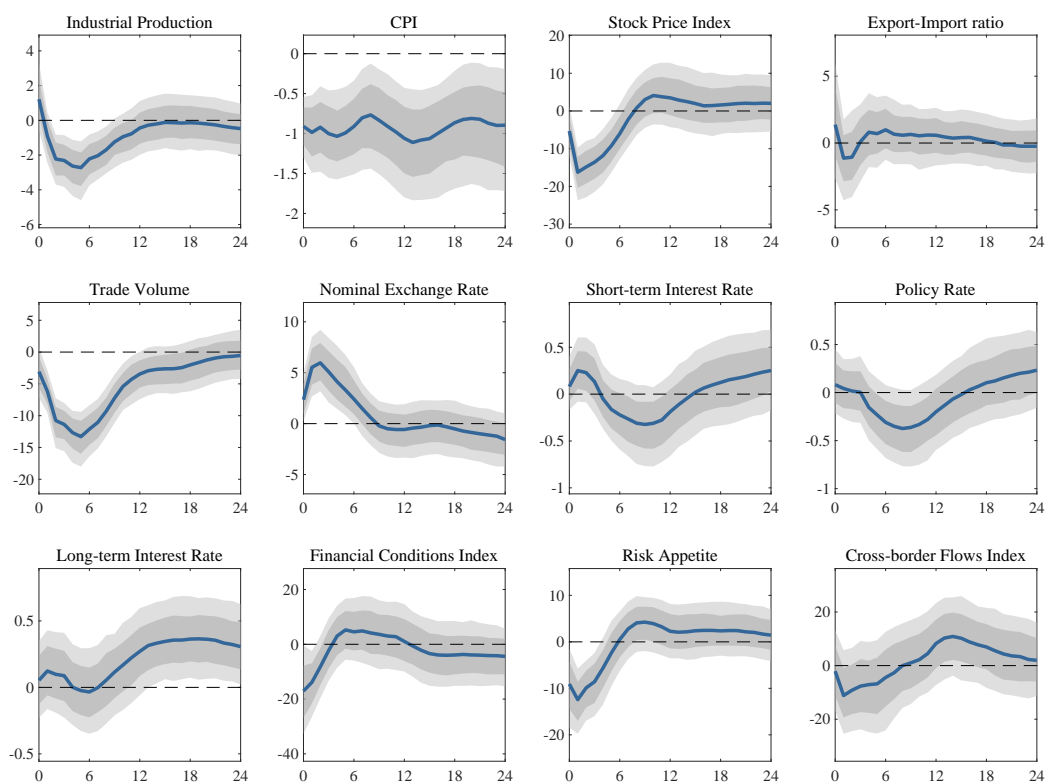 Industrial Production
4
2
0
-2
-4
-6
0 6 12 18 24
CPI
0
-0.5
-1
-1.5
-2
0 6 12 18 24
Stock Price Index
20
10
0
-10
-20
-30
0 6 12 18 24
Export-Import ratio
5
0
-5
0 6 12 18 24
Trade Volume
5
0
-5
-10
-15
-20
0 6 12 18 24
Nominal Exchange Rate
10
5
0
-5
0 6 12 18 24
Short-term Interest Rate
0.5
0
-0.5
-1
0 6 12 18 24
Policy Rate
0.5
0
-0.5
-1
0 6 12 18 24
Long-term Interest Rate
0.5
0
-0.5
0 6 12 18 24
Financial Conditions Index
20
0
-20
-40
0 6 12 18 24
Risk Appetite
10
0
-10
-20
0 6 12 18 24
Cross-border Flows Index
20
0
-20
0 6 12 18 24